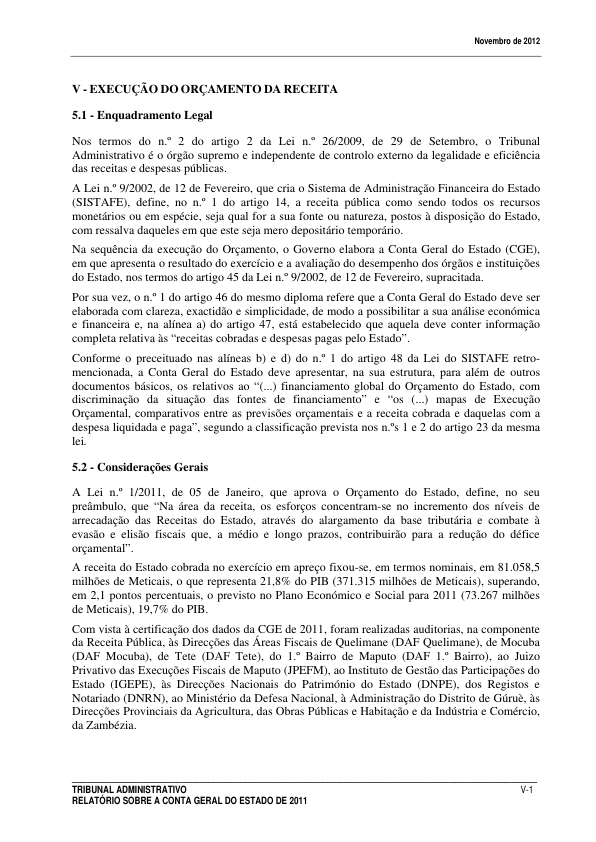 Novembro de 2012
V - EXECUÇÃO DO ORÇAMENTO DA RECEITA
5.1 - Enquadramento Legal
Nos termos do n.º 2 do artigo 2 da Lei n.º 26/2009, de 29 de Setembro, o Tribunal
Administrativo é o órgão supremo e independente de controlo externo da legalidade e eficiência
das receitas e despesas públicas.
A Lei n.º 9/2002, de 12 de Fevereiro, que cria o Sistema de Administração Financeira do Estado
(SISTAFE), define, no n.º 1 do artigo 14, a receita pública como sendo todos os recursos
monetários ou em espécie, seja qual for a sua fonte ou natureza, postos à disposição do Estado,
com ressalva daqueles em que este seja mero depositário temporário.
Na sequência da execução do Orçamento, o Governo elabora a Conta Geral do Estado (CGE),
em que apresenta o resultado do exercício e a avaliação do desempenho dos órgãos e instituições
do Estado, nos termos do artigo 45 da Lei n.º 9/2002, de 12 de Fevereiro, supracitada.
Por sua vez, o n.º 1 do artigo 46 do mesmo diploma refere que a Conta Geral do Estado deve ser
elaborada com clareza, exactidão e simplicidade, de modo a possibilitar a sua análise económica
e financeira e, na alínea a) do artigo 47, está estabelecido que aquela deve conter informação
completa relativa às “receitas cobradas e despesas pagas pelo Estado”.
Conforme o preceituado nas alíneas b) e d) do n.º 1 do artigo 48 da Lei do SISTAFE retro-
mencionada, a Conta Geral do Estado deve apresentar, na sua estrutura, para além de outros
documentos básicos, os relativos ao “(...) financiamento global do Orçamento do Estado, com
discriminação da situação das fontes de financiamento” e “os (...) mapas de Execução
Orçamental, comparativos entre as previsões orçamentais e a receita cobrada e daquelas com a
despesa liquidada e paga”, segundo a classificação prevista nos n.ºs 1 e 2 do artigo 23 da mesma
lei.
5.2 - Considerações Gerais
A Lei n.º 1/2011, de 05 de Janeiro, que aprova o Orçamento do Estado, define, no seu
preâmbulo, que “Na área da receita, os esforços concentram-se no incremento dos níveis de
arrecadação das Receitas do Estado, através do alargamento da base tributária e combate à
evasão e elisão fiscais que, a médio e longo prazos, contribuirão para a redução do défice
orçamental”.
A receita do Estado cobrada no exercício em apreço fixou-se, em termos nominais, em 81.058,5
milhões de Meticais, o que representa 21,8% do PIB (371.315 milhões de Meticais), superando,
em 2,1 pontos percentuais, o previsto no Plano Económico e Social para 2011 (73.267 milhões
de Meticais), 19,7% do PIB.
Com vista à certificação dos dados da CGE de 2011, foram realizadas auditorias, na componente
da Receita Pública, às Direcções das Áreas Fiscais de Quelimane (DAF Quelimane), de Mocuba
(DAF Mocuba), de Tete (DAF Tete), do 1.º Bairro de Maputo (DAF 1.º Bairro), ao Juizo
Privativo das Execuções Fiscais de Maputo (JPEFM), ao Instituto de Gestão das Participações do
Estado (IGEPE), às Direcções Nacionais do Património do Estado (DNPE), dos Registos e
Notariado (DNRN), ao Ministério da Defesa Nacional, à Administração do Distrito de Gúruè, às
Direcções Provinciais da Agricultura, das Obras Públicas e Habitação e da Indústria e Comércio,
da Zambézia.
TRIBUNAL ADMINISTRATIVO V-1
RELATÓRIO SOBRE A CONTA GERAL DO ESTADO DE 2011